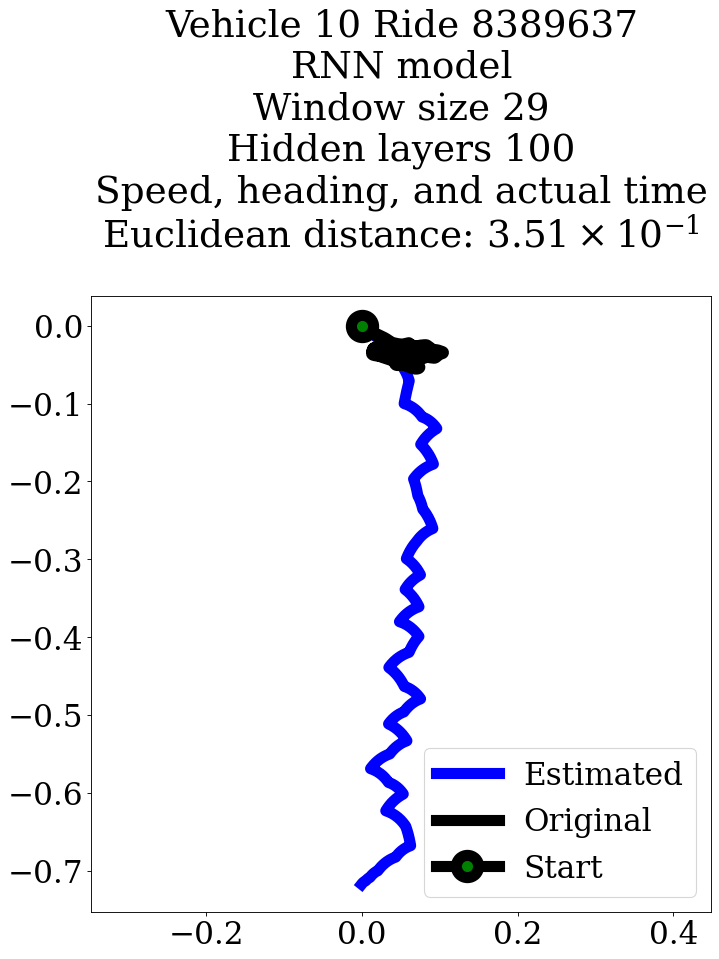 Vehicle 10 Ride 8389637
RNN model
Window size 29
Hidden layers 100
Speed, heading, and actual time
Euclidean distance: 3.51 × 10⁻¹
0.0
−0.1
−0.2
−0.3
−0.4
−0.5
−0.6
−0.7
Estimated
Original
Start
−0.2 0.0 0.2 0.4